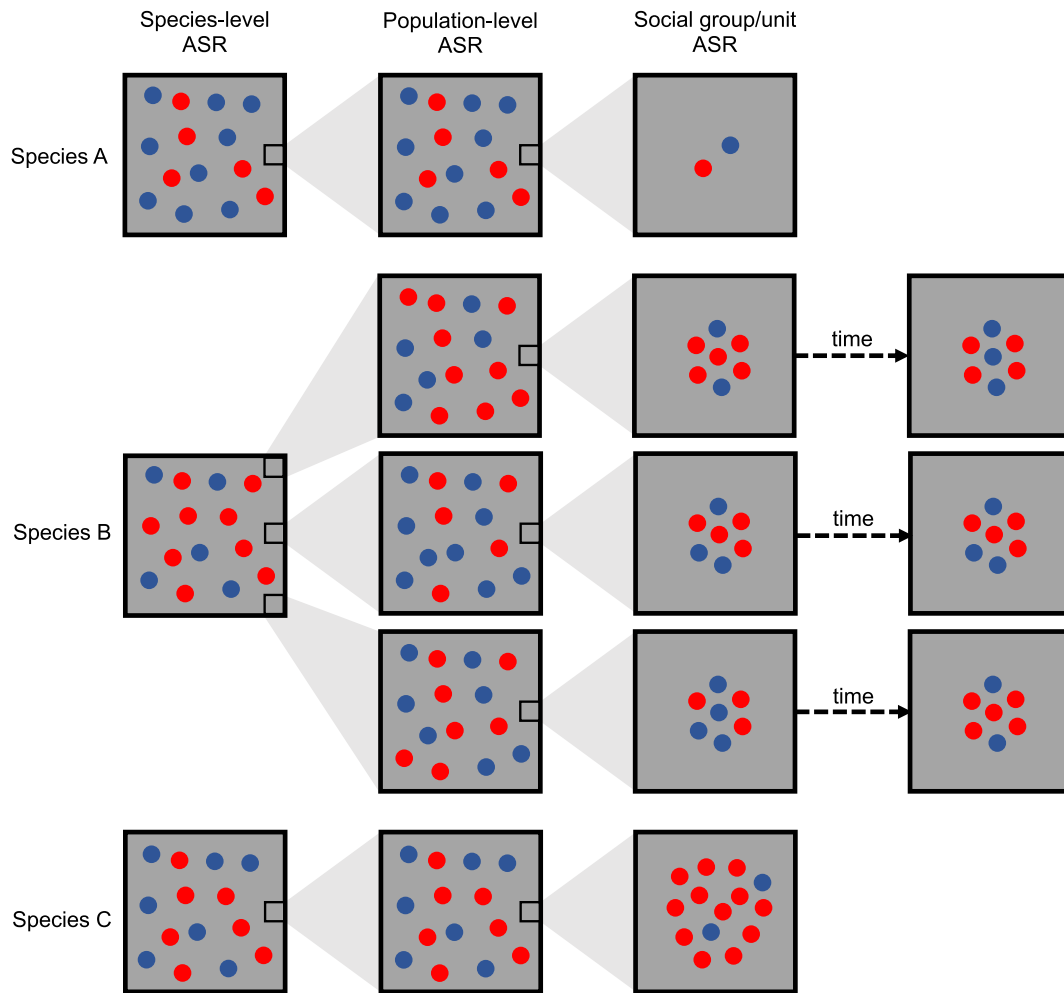 Species-level
ASR
Population-level
ASR
Social group/unit
ASR
Species A
time
Species B
time
time
Species C